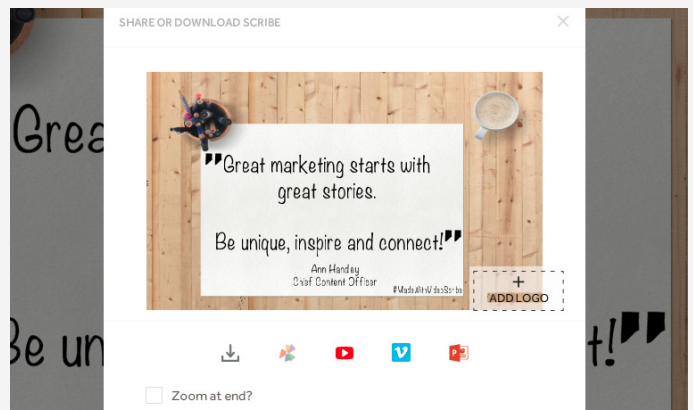 SHARE OR DOWNLOAD SCRIBE
Grea
"Great marketing starts with
great stories.
Be unique, inspire and connect!"
Ann Handley
Chief Content Officer
#MadeWithVideoScribe
ADD LOGO
Be un
t!"
Zoom at end?